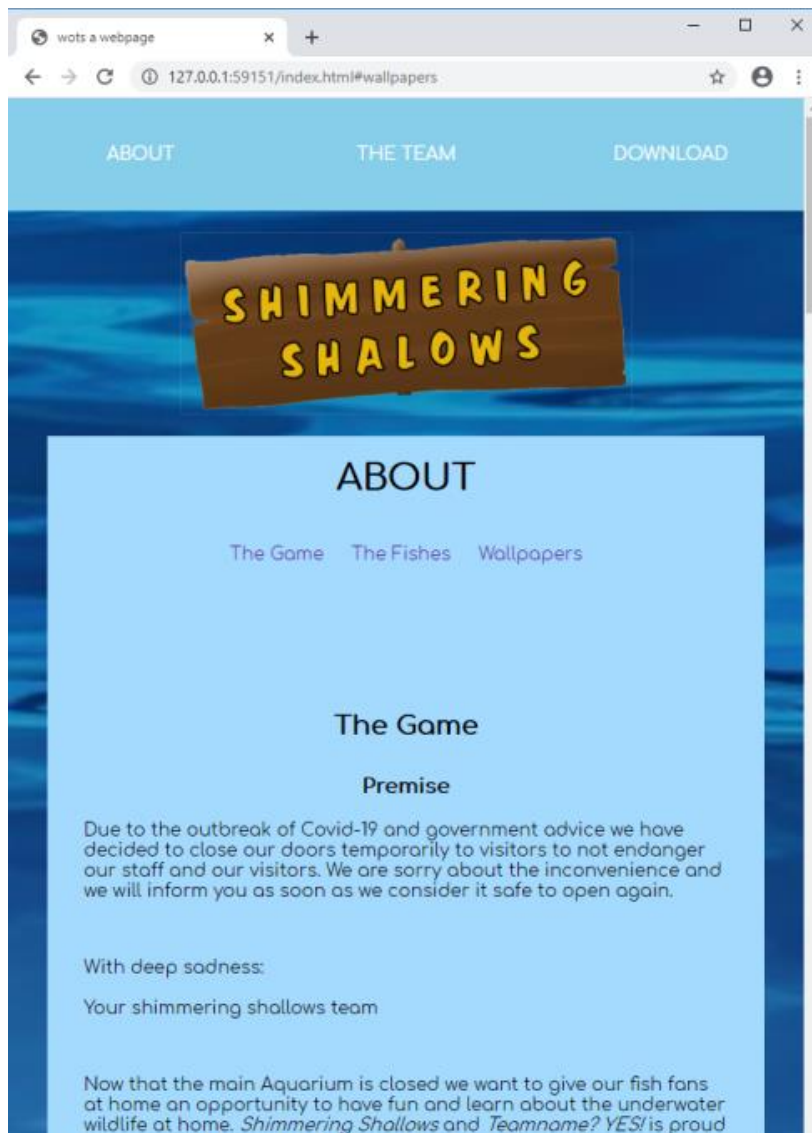 wots a webpage
127.0.0.1:59151/index.html#wallpapers
ABOUT THE TEAM DOWNLOAD
SHIMMERING
SHALOWS
ABOUT
The Game The Fishes Wallpapers
The Game
Premise
Due to the outbreak of Covid-19 and government advice we have
decided to close our doors temporarily to visitors to not endanger
our staff and our visitors. We are sorry about the inconvenience and
we will inform you as soon as we consider it safe to open again.
With deep sadness:
Your shimmering shallows team
Now that the main Aquarium is closed we want to give our fish fans
at home an opportunity to have fun and learn about the underwater
wildlife at home. Shimmering Shallows and Teamname? YES! is proud